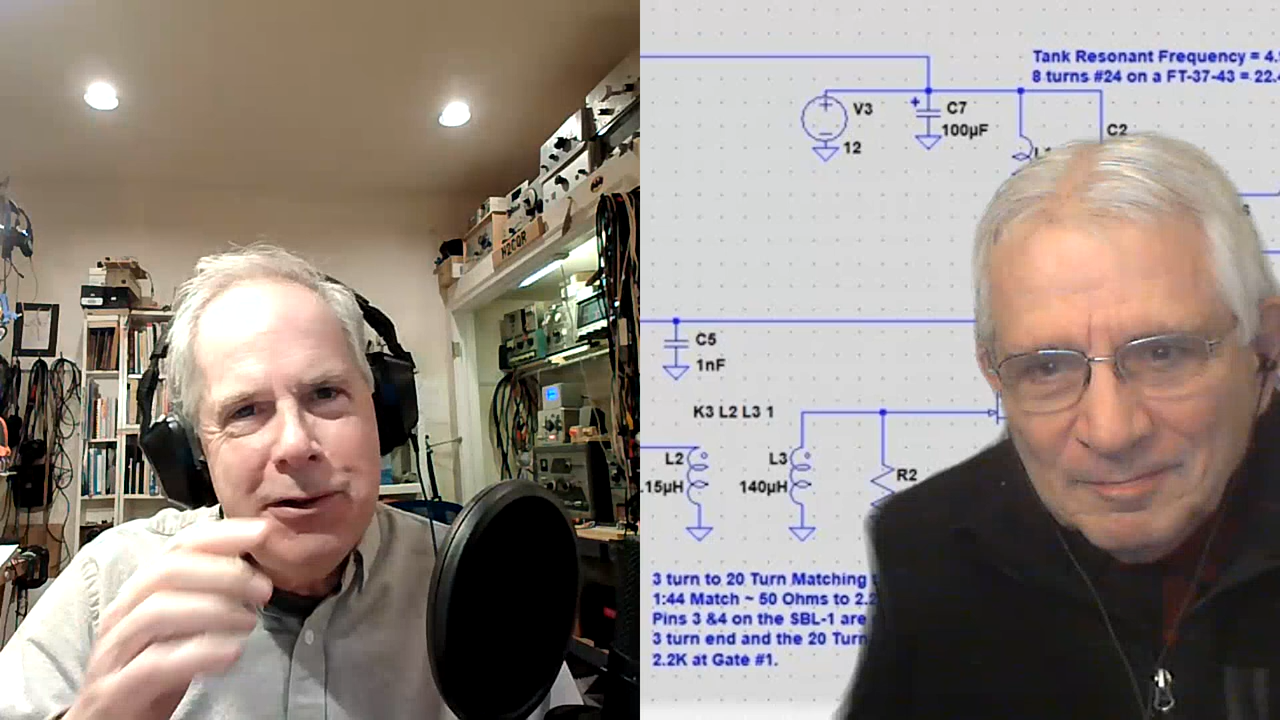 N2CQR
Tank Resonant Frequency = 4.
8 turns #24 on a FT-37-43 = 22.
V3
12
C7
100µF
C2
C5
1nF
K3 L2 L3 1
L2
.15µH
L3
140µH
R2
3 turn to 20 Turn Matching
1:44 Match ~ 50 Ohms to 2.2
Pins 3 &4 on the SBL-1 are
3 turn end and the 20 Turn
2.2K at Gate #1.